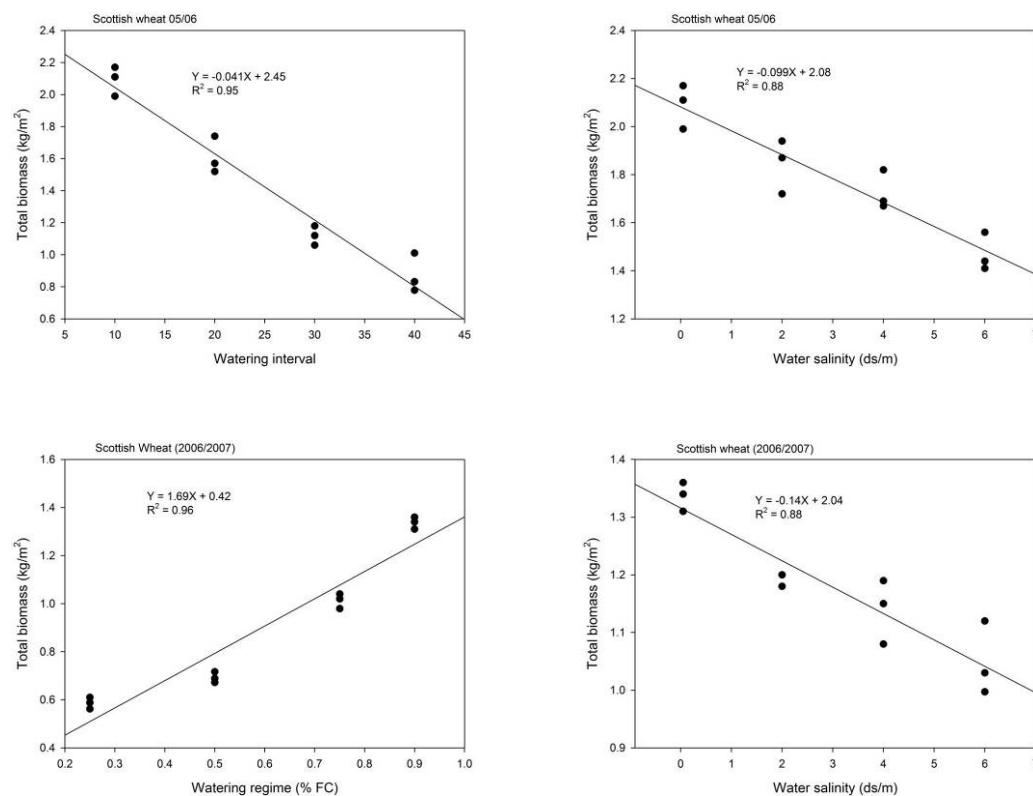 Scottish wheat 05/06
Y = -0.041X + 2.45
R² = 0.95
Total biomass (kg/m²)
2.4
2.2
2.0
1.8
1.6
1.4
1.2
1.0
0.8
0.6
5 10 15 20 25 30 35 40 45
Watering interval
Scottish wheat 05/06
Y = -0.099X + 2.08
R² = 0.88
Total biomass (kg/m²)
2.4
2.2
2.0
1.8
1.6
1.4
1.2
0 1 2 3 4 5 6
Water salinity (ds/m)
Scottish Wheat (2006/2007)
Y = 1.69X + 0.42
R² = 0.96
Total biomass (kg/m²)
1.6
1.4
1.2
1.0
0.8
0.6
0.4
0.2 0.3 0.4 0.5 0.6 0.7 0.8 0.9 1.0
Watering regime (% FC)
Scottish wheat (2006/2007)
Y = -0.14X + 2.04
R² = 0.88
Total biomass (kg/m²)
1.4
1.3
1.2
1.1
1.0
0.9
0 1 2 3 4 5 6
Water salinity (ds/m)